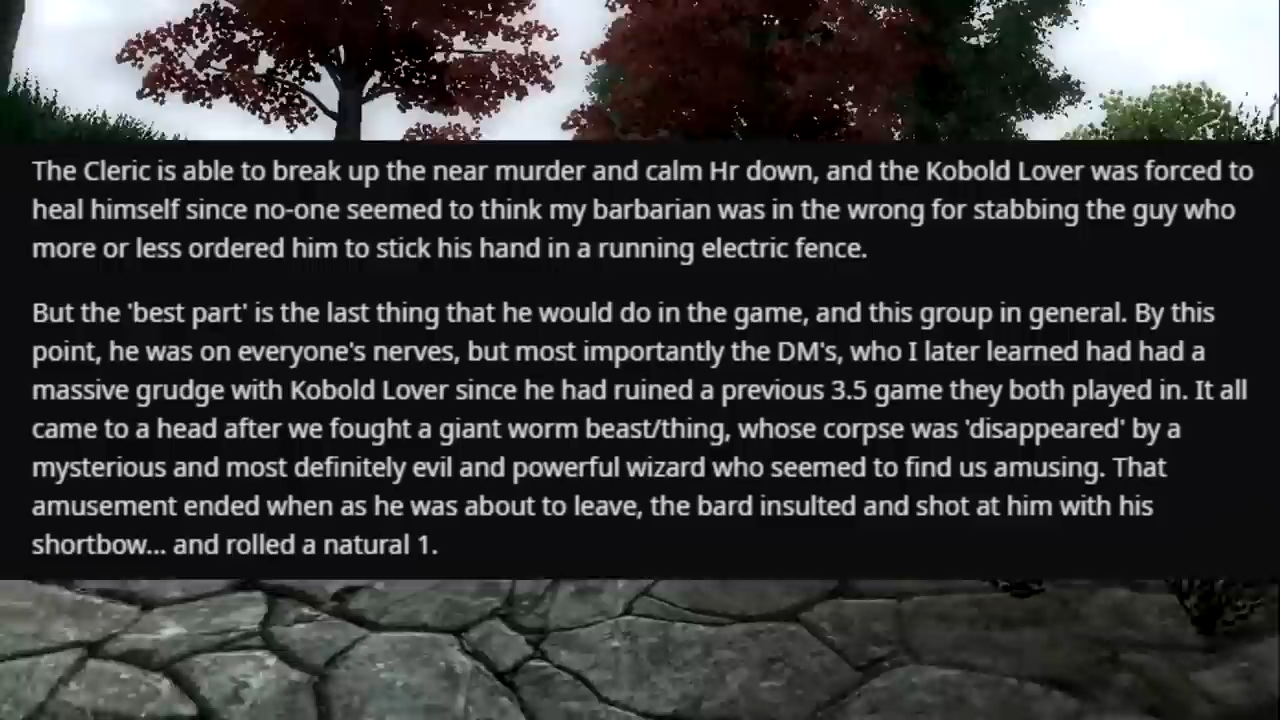 The Cleric is able to break up the near murder and calm Hr down, and the Kobold Lover was forced to
heal himself since no-one seemed to think my barbarian was in the wrong for stabbing the guy who
more or less ordered him to stick his hand in a running electric fence.
But the 'best part' is the last thing that he would do in the game, and this group in general. By this
point, he was on everyone's nerves, but most importantly the DM's, who I later learned had had a
massive grudge with Kobold Lover since he had ruined a previous 3.5 game they both played in. It all
came to a head after we fought a giant worm beast/thing, whose corpse was 'disappeared' by a
mysterious and most definitely evil and powerful wizard who seemed to find us amusing. That
amusement ended when as he was about to leave, the bard insulted and shot at him with his
shortbow... and rolled a natural 1.